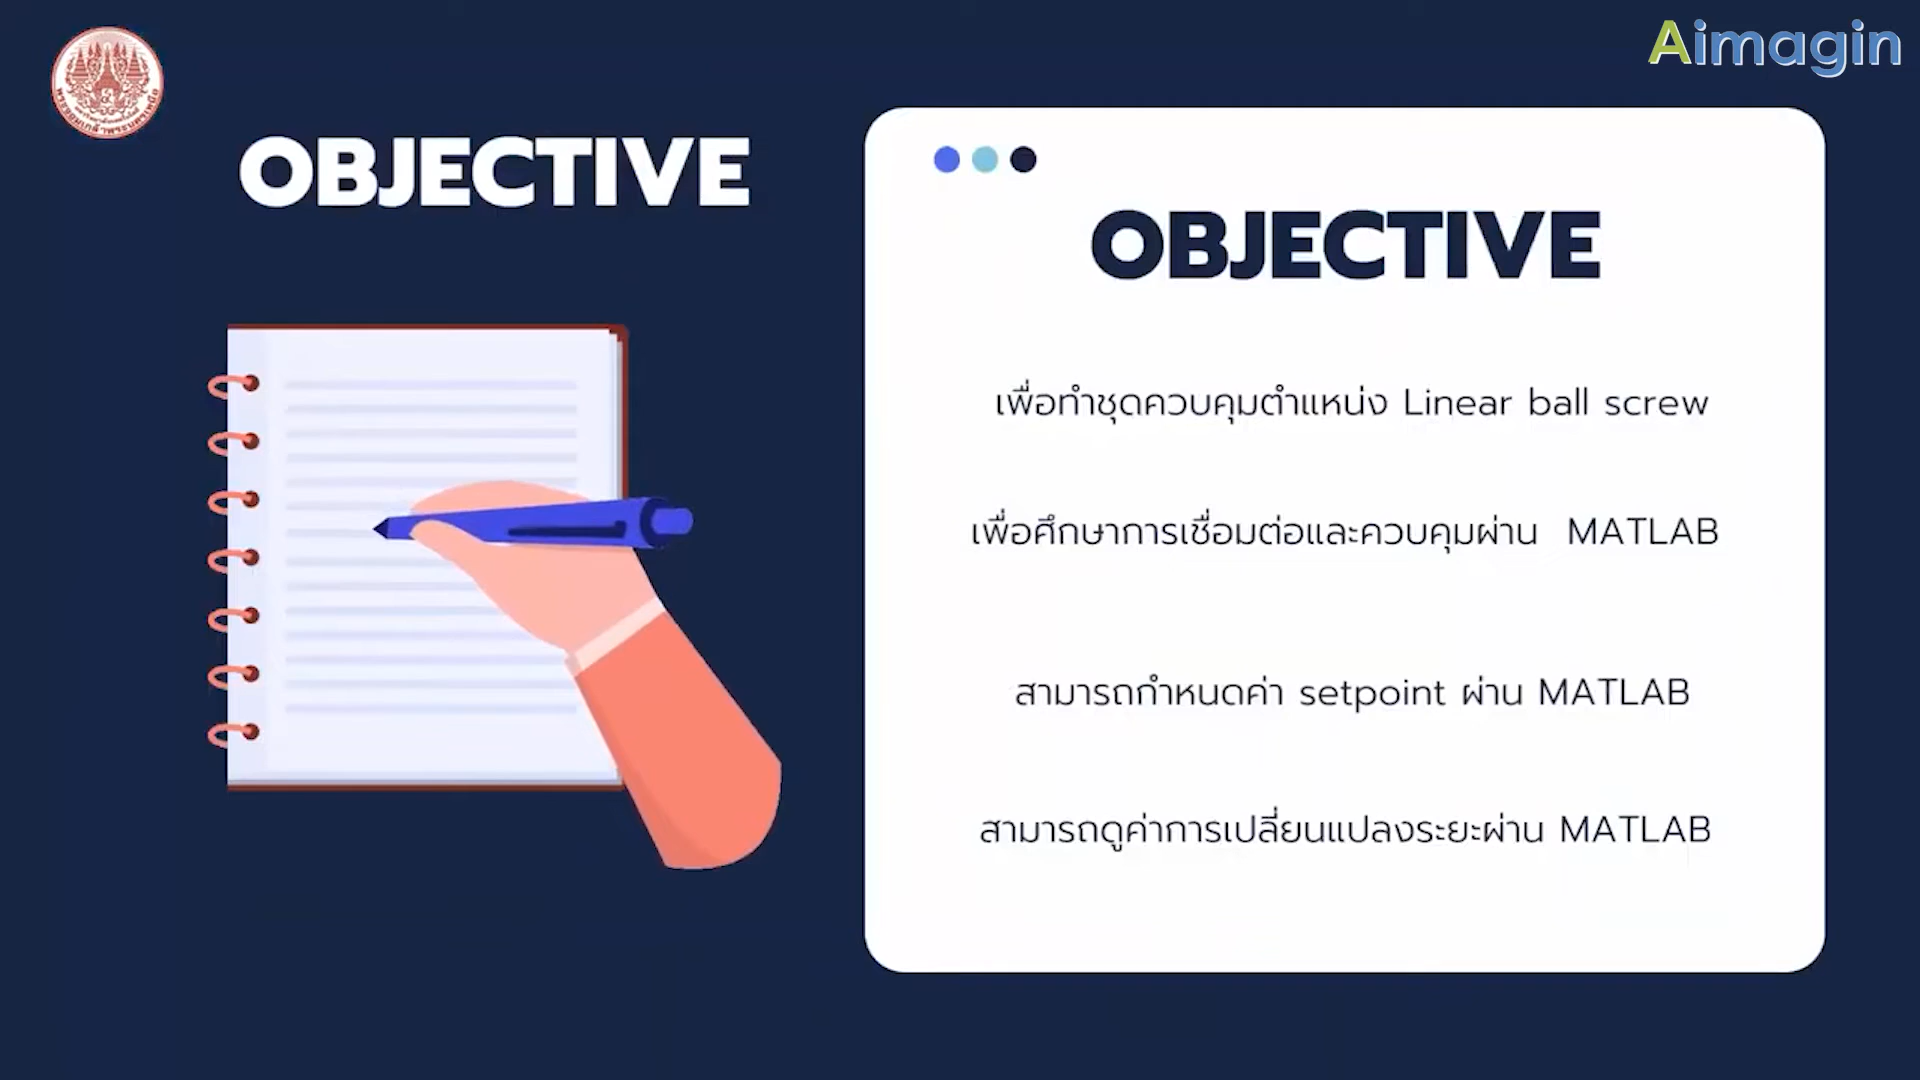 Aimagin
OBJECTIVE
OBJECTIVE
เพื่อทำชุดควบคุมตำแหน่ง Linear ball screw
เพื่อศึกษาการเชื่อมต่อและควบคุมผ่าน MATLAB
สามารถกำหนดค่า setpoint ผ่าน MATLAB
สามารถดูค่าการเปลี่ยนแปลงระยะผ่าน MATLAB